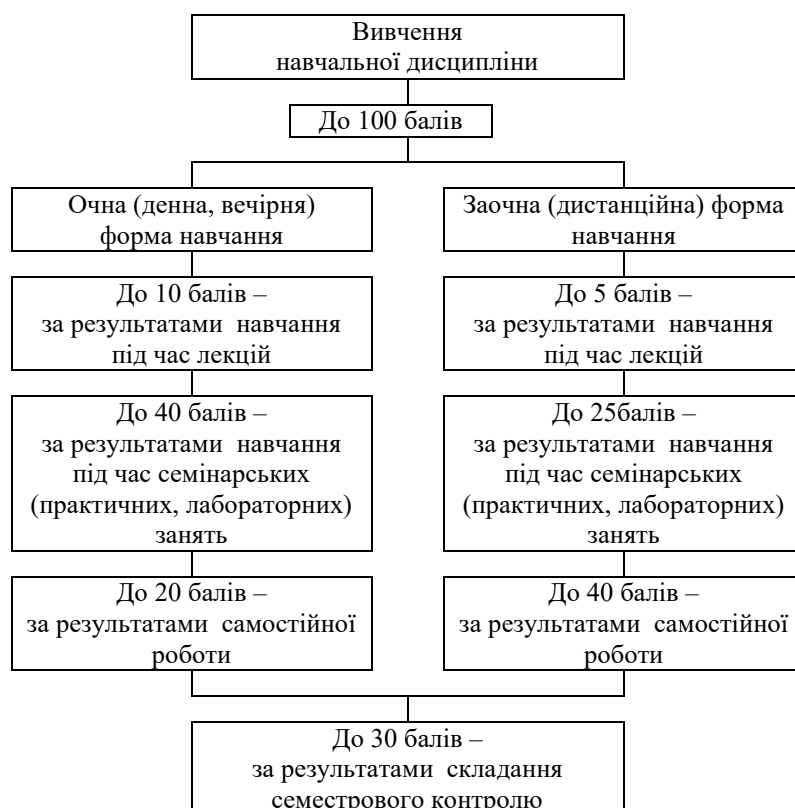 Вивчення
навчальної дисципліни
До 100 балів
Очна (денна, вечірня)
форма навчання
Заочна (дистанційна) форма
навчання
До 10 балів –
за результатами навчання
під час лекцій
До 5 балів –
за результатами навчання
під час лекцій
До 40 балів –
за результатами навчання
під час семінарських
(практичних, лабораторних)
занять
До 25балів –
за результатами навчання
під час семінарських
(практичних, лабораторних)
занять
До 20 балів –
за результатами самостійної
роботи
До 40 балів –
за результатами самостійної
роботи
До 30 балів –
за результатами складання
семестрового контролю